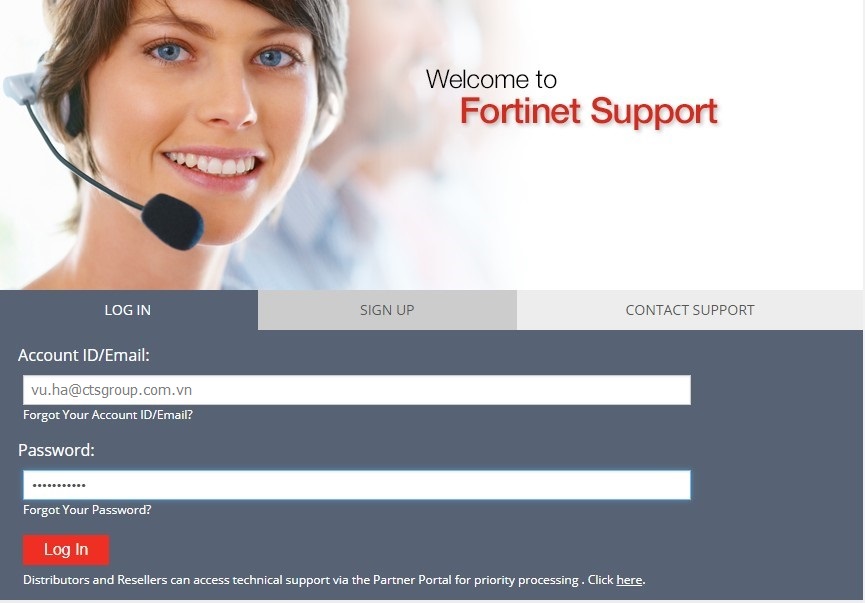 Welcome to
Fortinet Support
LOG IN
SIGN UP
CONTACT SUPPORT
Account ID/Email:
vu.ha@ctsgroup.com.vn
Forgot Your Account ID/Email?
Password:
•••••••••••
Forgot Your Password?
Log In
Distributors and Resellers can access technical support via the Partner Portal for priority processing . Click here.